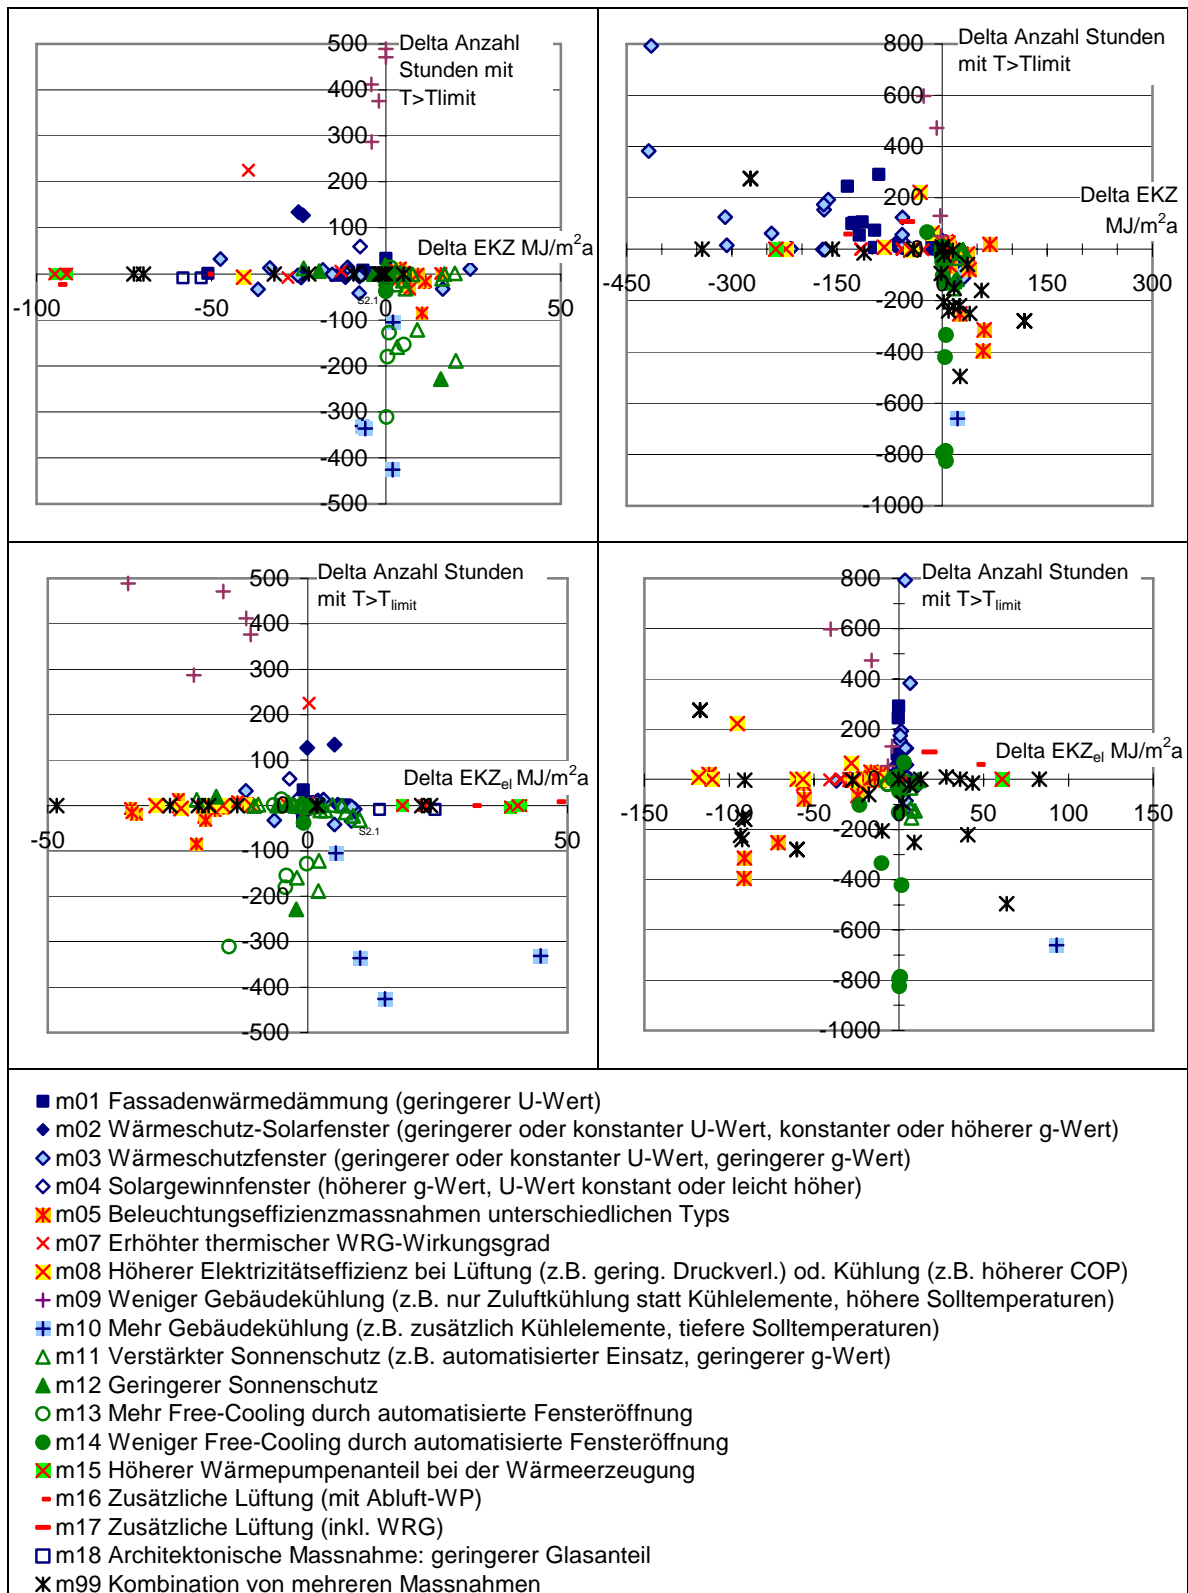 Delta Anzahl
Stunden mit
T>Tlimit
500
400
300
200
100
0
-100
-200
-300
-400
-500
-100
-50
0
50
Delta EKZ MJ/m²a
S2.1
Delta Anzahl Stunden
mit T>Tlimit
800
600
400
200
0
-200
-400
-600
-800
-1000
-450
-300
-150
0
150
300
Delta EKZ
MJ/m²a
Delta Anzahl Stunden
mit T>Tlimit
500
400
300
200
100
0
-100
-200
-300
-400
-500
-50
0
50
Delta EKZel MJ/m²a
S2.1
Delta Anzahl Stunden
mit T>Tlimit
800
600
400
200
0
-200
-400
-600
-800
-1000
-150
-100
-50
0
50
100
150
Delta EKZel MJ/m²a
m01 Fassadenwärmedämmung (geringerer U-Wert)
m02 Wärmeschutz-Solarfenster (geringerer oder konstanter U-Wert, konstanter oder höherer g-Wert)
m03 Wärmeschutzfenster (geringerer oder konstanter U-Wert, geringerer g-Wert)
m04 Solargewinnfenster (höherer g-Wert, U-Wert konstant oder leicht höher)
m05 Beleuchtungseffizienzmassnahmen unterschiedlichen Typs
m07 Erhöhter thermischer WRG-Wirkungsgrad
m08 Höherer Elektrizitätseffizienz bei Lüftung (z.B. gering. Druckverl.) od. Kühlung (z.B. höherer COP)
m09 Weniger Gebäudekühlung (z.B. nur Zuluftkühlung statt Kühlelemente, höhere Solltemperaturen)
m10 Mehr Gebäudekühlung (z.B. zusätzlich Kühlelemente, tiefere Solltemperaturen)
m11 Verstärkter Sonnenschutz (z.B. automatisierter Einsatz, geringerer g-Wert)
m12 Geringerer Sonnenschutz
m13 Mehr Free-Cooling durch automatisierte Fensteröffnung
m14 Weniger Free-Cooling durch automatisierte Fensteröffnung
m15 Höherer Wärmepumpenanteil bei der Wärmeerzeugung
m16 Zusätzliche Lüftung (mit Abluft-WP)
m17 Zusätzliche Lüftung (inkl. WRG)
m18 Architektonische Massnahme: geringerer Glasanteil
m99 Kombination von mehreren Massnahmen